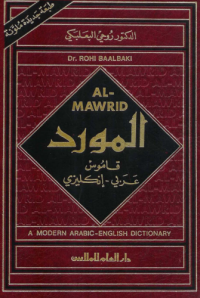 طبعة جديدة ملونة
الدكتور روحي البعلبكي
Dr. ROHI BAALBAKI
AL-
MAWRID
المورد
قاموس
عربي - إنكليزي
A MODERN ARABIC-ENGLISH DICTIONARY
دار العلم للملايين